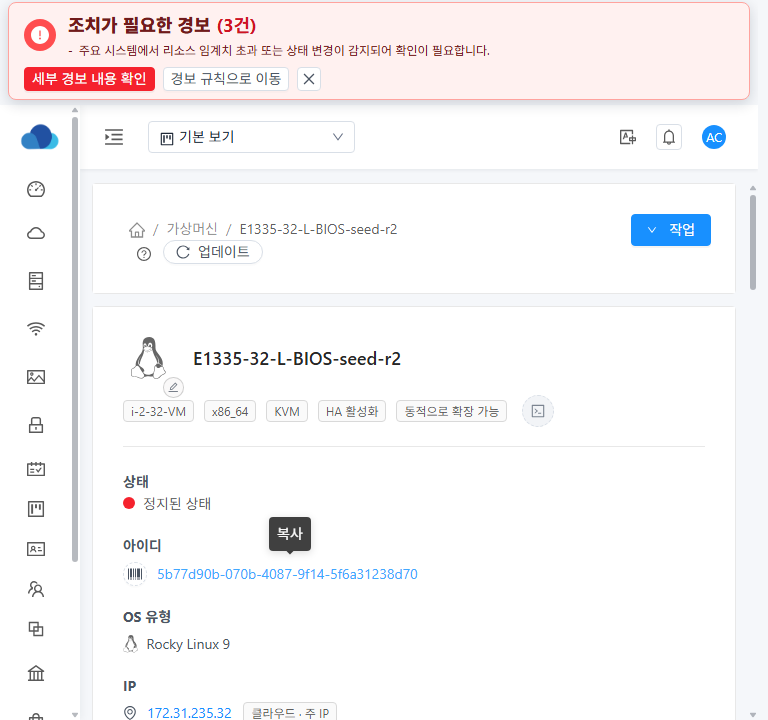 조치가 필요한 경보 (3건)
- 주요 시스템에서 리소스 임계치 초과 또는 상태 변경이 감지되어 확인이 필요합니다.
세부 경보 내용 확인 경보 규칙으로 이동
기본 보기 AC
/ 가상머신 / E1335-32-L-BIOS-seed-r2 작업
업데이트
E1335-32-L-BIOS-seed-r2
i-2-32-VM x86_64 KVM HA 활성화 동적으로 확장 가능
상태
정지된 상태
복사
아이디
5b77d90b-070b-4087-9f14-5f6a31238d70
OS 유형
Rocky Linux 9
IP
172.31.235.32 클라우드 · 주 IP